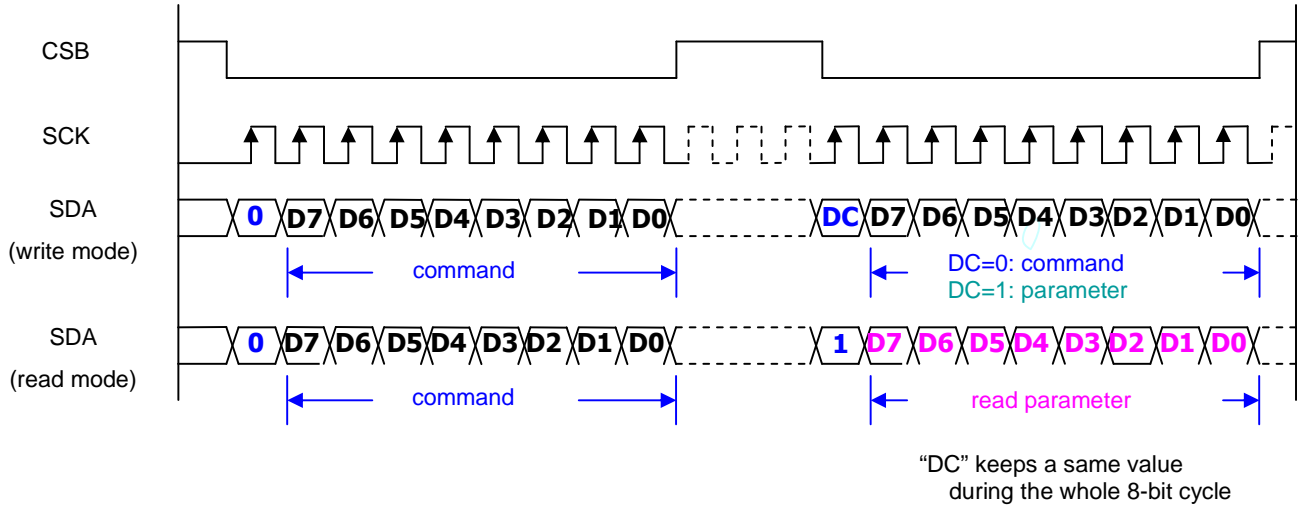 CSB
SCK
SDA
(write mode)
0 D7 D6 D5 D4 D3 D2 D1 D0 DC D7 D6 D5 D4 D3 D2 D1 D0
command
DC=0: command
DC=1: parameter
SDA
(read mode)
0 D7 D6 D5 D4 D3 D2 D1 D0 1 D7 D6 D5 D4 D3 D2 D1 D0
command
read parameter
“DC” keeps a same value
during the whole 8-bit cycle